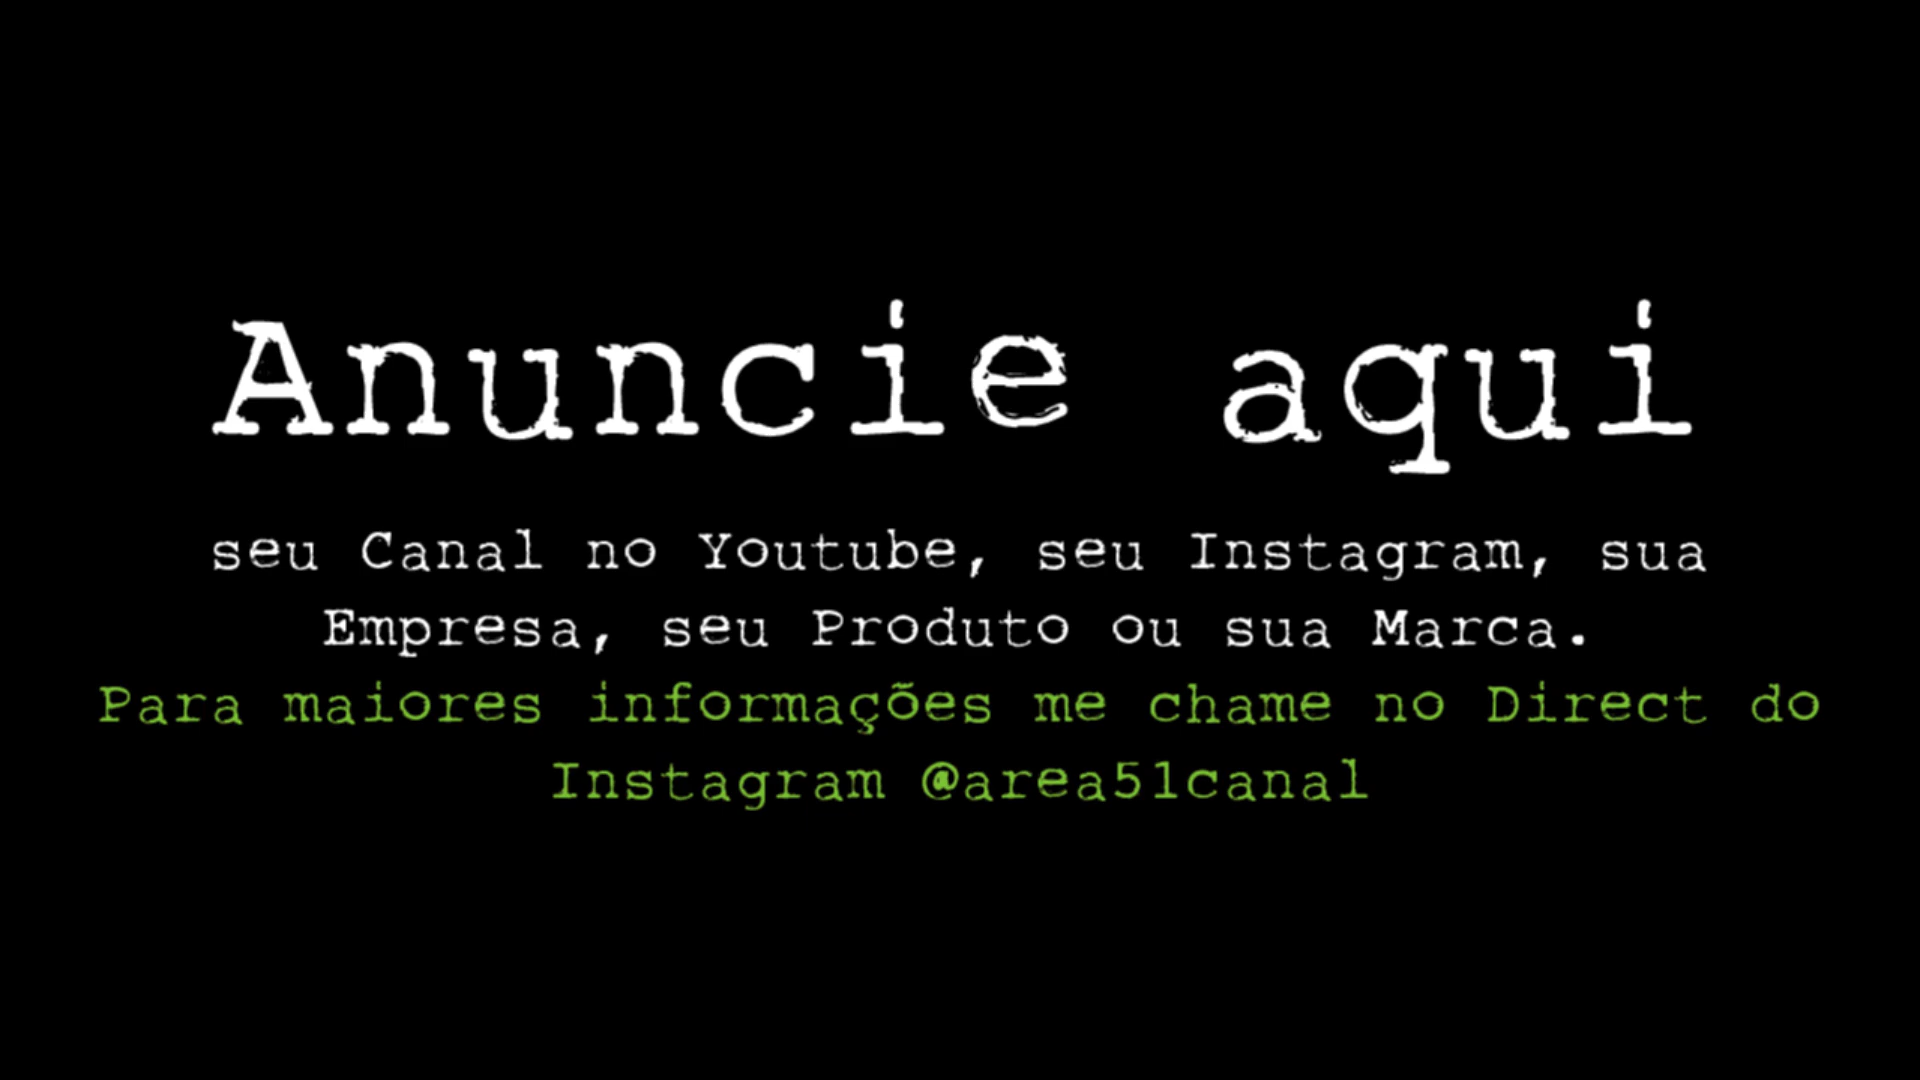 Anuncie aqui
seu Canal no Youtube, seu Instagram, sua
Empresa, seu Produto ou sua Marca.
Para maiores informações me chame no Direct do
Instagram @area51canal